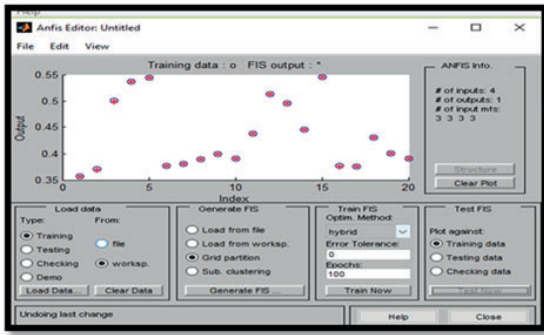 Help
Anfis Editor: Untitled
File Edit View
Training data : o FIS output : *
0.55
0.5
0.45
0.4
0.35
Output
0 5 10 15 20
Index
ANFIS Info.
# of inputs: 4
# of outputs: 1
# of input mfs:
3 3 3 3
Structure
Clear Plot
Load data
Type: From:
Training
Testing
Checking
Demo
file
worksp.
Load Data... Clear Data
Generate FIS
Load from file
Load from worksp.
Grid partition
Sub. clustering
Generate FIS ...
Train FIS
Optim. Method:
hybrid
Error Tolerance:
0
Epochs:
100
Train Now
Test FIS
Plot against:
Training data
Testing data
Checking data
Test Now
Undoing last change
Help Close